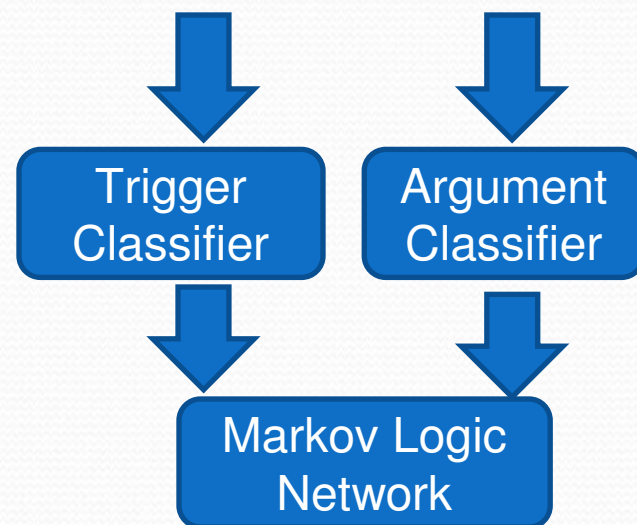 Trigger
Classifier
Argument
Classifier
Markov Logic
Network